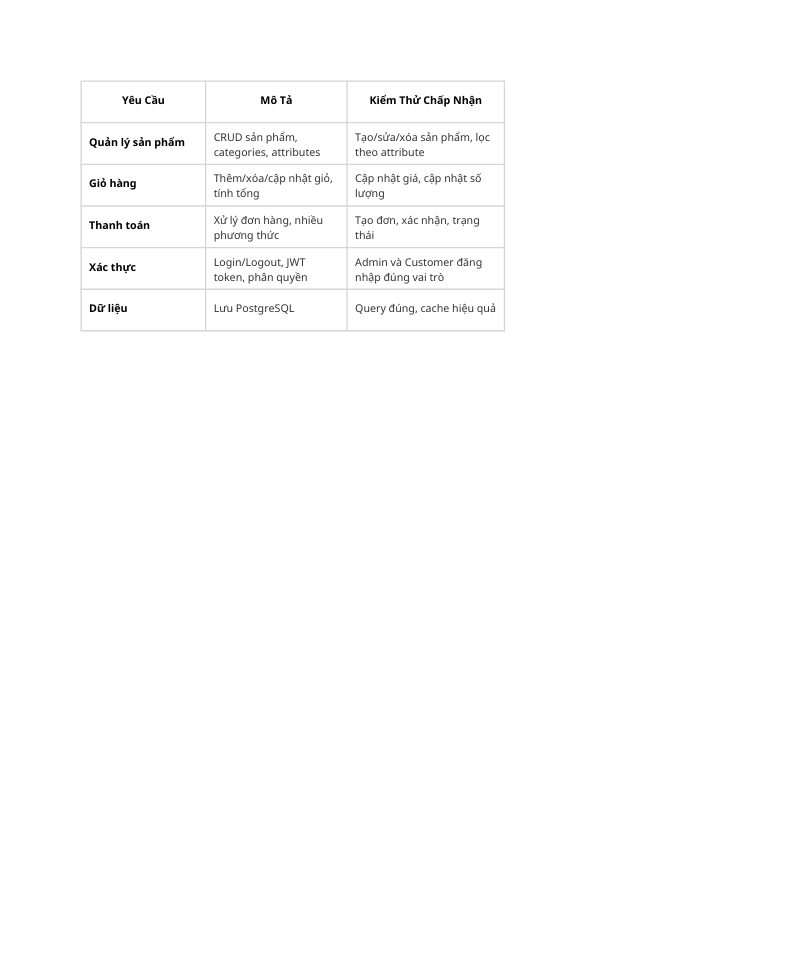 Yêu Cầu Mô Tả Kiểm Thử Chấp Nhận
Quản lý sản phẩm
CRUD sản phẩm,
categories, attributes
Tạo/sửa/xóa sản phẩm, lọc
theo attribute
Giỏ hàng
Thêm/xóa/cập nhật giỏ,
tính tổng
Cập nhật giá, cập nhật số
lượng
Thanh toán
Xử lý đơn hàng, nhiều
phương thức
Tạo đơn, xác nhận, trạng
thái
Xác thực
Login/Logout, JWT
token, phân quyền
Admin và Customer đăng
nhập đúng vai trò
Dữ liệu
Lưu PostgreSQL
Query đúng, cache hiệu quả